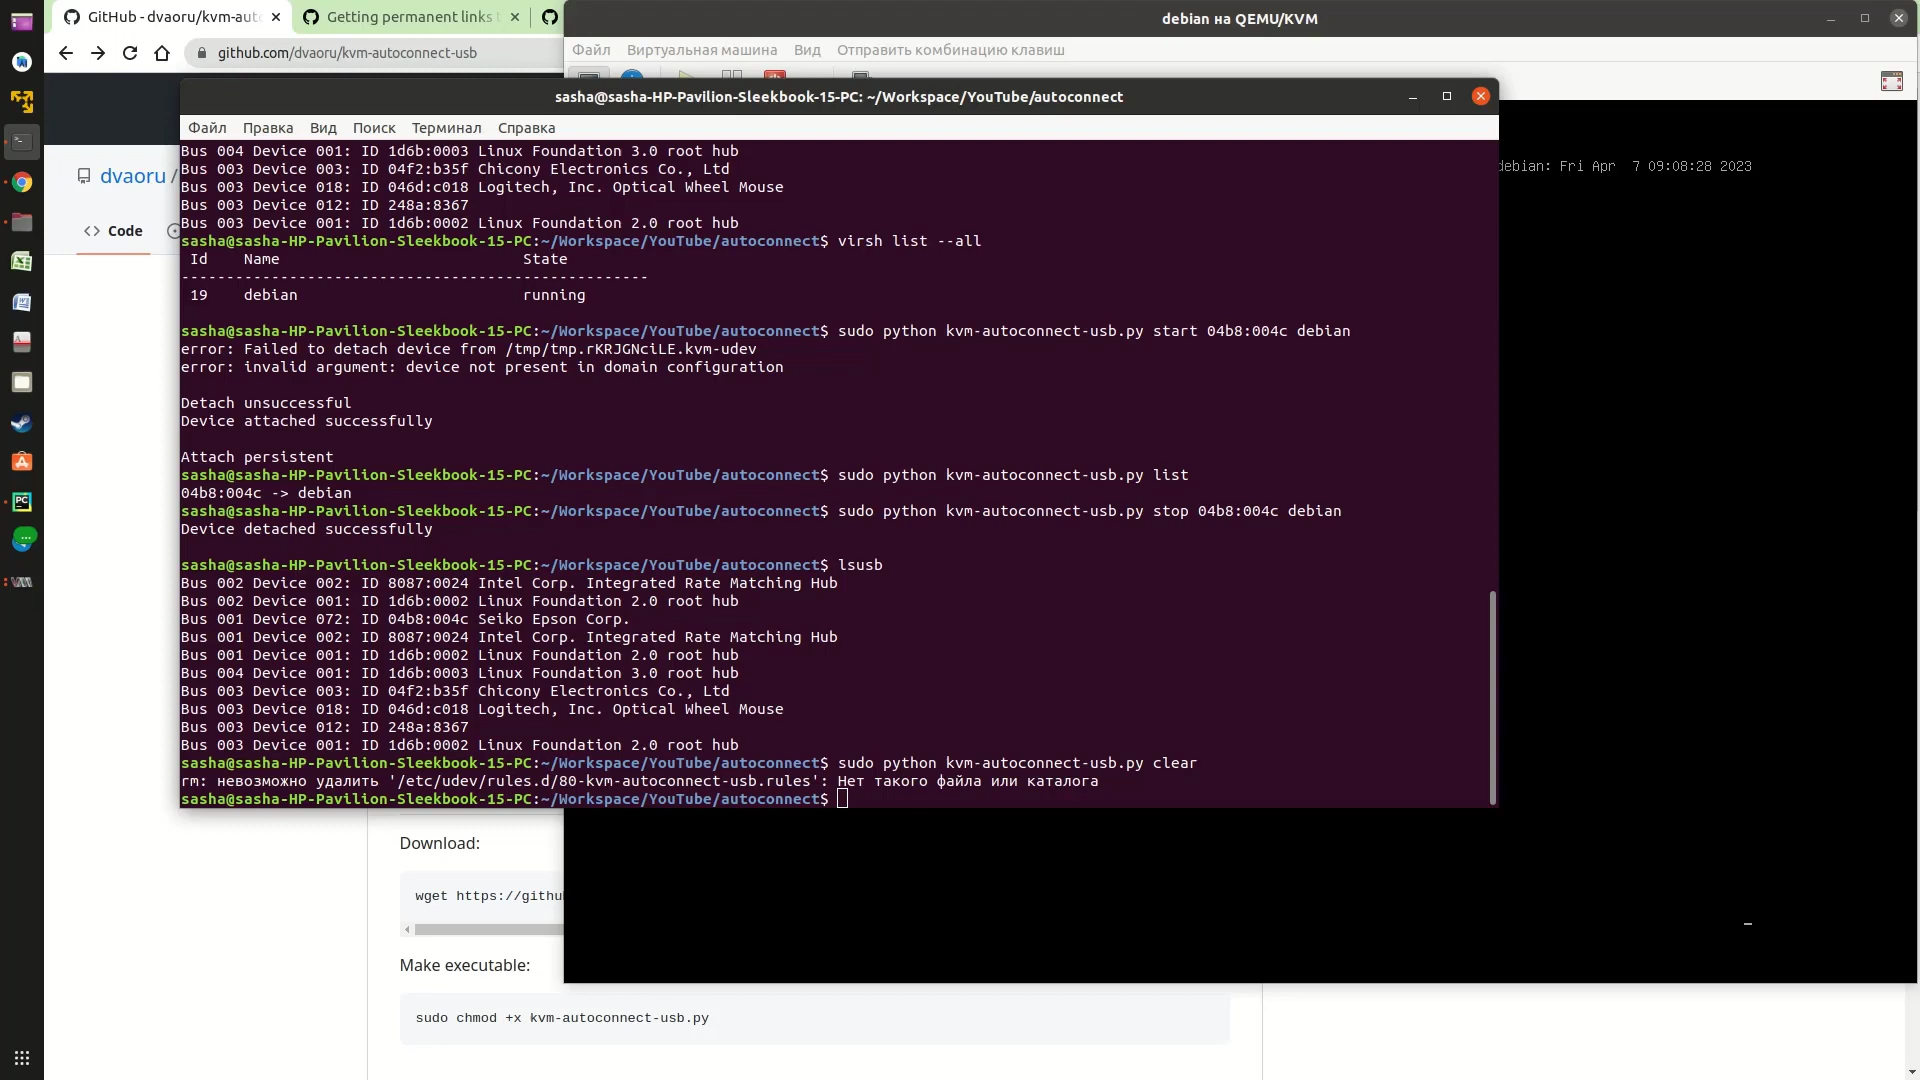 GitHub - dvaoru/kvm-auto
Getting permanent links t
debian на QEMU/KVM
github.com/dvaoru/kvm-autoconnect-usb
Файл Виртуальная машина Вид Отправить комбинацию клавиш
sasha@sasha-HP-Pavilion-Sleekbook-15-PC: ~/Workspace/YouTube/autoconnect
Файл Правка Вид Поиск Терминал Справка
dvaoru /
<> Code
debian: Fri Apr 7 09:08:28 2023
Bus 004 Device 001: ID 1d6b:0003 Linux Foundation 3.0 root hub
Bus 003 Device 003: ID 04f2:b35f Chicony Electronics Co., Ltd
Bus 003 Device 018: ID 046d:c018 Logitech, Inc. Optical Wheel Mouse
Bus 003 Device 012: ID 248a:8367
Bus 003 Device 001: ID 1d6b:0002 Linux Foundation 2.0 root hub
sasha@sasha-HP-Pavilion-Sleekbook-15-PC:~/Workspace/YouTube/autoconnect$ virsh list --all
Id Name State
----------------------------------------------------
19 debian running
sasha@sasha-HP-Pavilion-Sleekbook-15-PC:~/Workspace/YouTube/autoconnect$ sudo python kvm-autoconnect-usb.py start 04b8:004c debian
error: Failed to detach device from /tmp/tmp.rKRJGNciLE.kvm-udev
error: invalid argument: device not present in domain configuration
Detach unsuccessful
Device attached successfully
Attach persistent
sasha@sasha-HP-Pavilion-Sleekbook-15-PC:~/Workspace/YouTube/autoconnect$ sudo python kvm-autoconnect-usb.py list
04b8:004c -> debian
sasha@sasha-HP-Pavilion-Sleekbook-15-PC:~/Workspace/YouTube/autoconnect$ sudo python kvm-autoconnect-usb.py stop 04b8:004c debian
Device detached successfully
sasha@sasha-HP-Pavilion-Sleekbook-15-PC:~/Workspace/YouTube/autoconnect$ lsusb
Bus 002 Device 002: ID 8087:0024 Intel Corp. Integrated Rate Matching Hub
Bus 002 Device 001: ID 1d6b:0002 Linux Foundation 2.0 root hub
Bus 001 Device 072: ID 04b8:004c Seiko Epson Corp.
Bus 001 Device 002: ID 8087:0024 Intel Corp. Integrated Rate Matching Hub
Bus 001 Device 001: ID 1d6b:0002 Linux Foundation 2.0 root hub
Bus 004 Device 001: ID 1d6b:0003 Linux Foundation 3.0 root hub
Bus 003 Device 003: ID 04f2:b35f Chicony Electronics Co., Ltd
Bus 003 Device 018: ID 046d:c018 Logitech, Inc. Optical Wheel Mouse
Bus 003 Device 012: ID 248a:8367
Bus 003 Device 001: ID 1d6b:0002 Linux Foundation 2.0 root hub
sasha@sasha-HP-Pavilion-Sleekbook-15-PC:~/Workspace/YouTube/autoconnect$ sudo python kvm-autoconnect-usb.py clear
rm: невозможно удалить '/etc/udev/rules.d/80-kvm-autoconnect-usb.rules': Нет такого файла или каталога
sasha@sasha-HP-Pavilion-Sleekbook-15-PC:~/Workspace/YouTube/autoconnect$
Download:
wget https://githu
Make executable:
sudo chmod +x kvm-autoconnect-usb.py